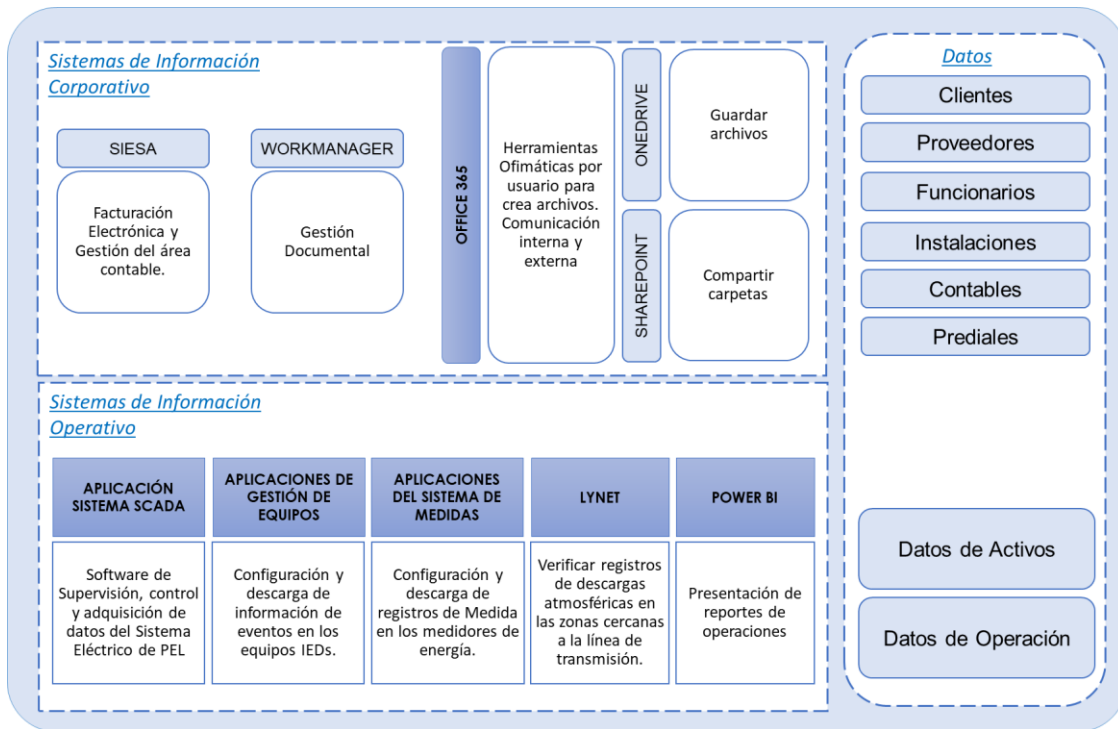 Sistemas de Información
Corporativo
SIESA
Facturación
Electrónica y
Gestión del área
contable.
WORKMANAGER
Gestión
Documental
OFFICE 365
Herramientas
Ofimáticas por
usuario para
crea archivos.
Comunicación
interna y
externa
ONEDRIVE
Guardar
archivos
SHAREPOINT
Compartir
carpetas
Sistemas de Información
Operativo
APLICACIÓN
SISTEMA SCADA
Software de
Supervisión, control
y adquisición de
datos del Sistema
Eléctrico de PEL
APLICACIONES DE
GESTIÓN DE
EQUIPOS
Configuración y
descarga de
información de
eventos en los
equipos IEDs.
APLICACIONES
DEL SISTEMA DE
MEDIDAS
Configuración y
descarga de
registros de Medida
en los medidores de
energía.
LYNET
Verificar registros
de descargas
atmosféricas en
las zonas cercanas
a la línea de
transmisión.
POWER BI
Presentación de
reportes de
operaciones
Datos
Clientes
Proveedores
Funcionarios
Instalaciones
Contables
Prediales
Datos de Activos
Datos de Operación